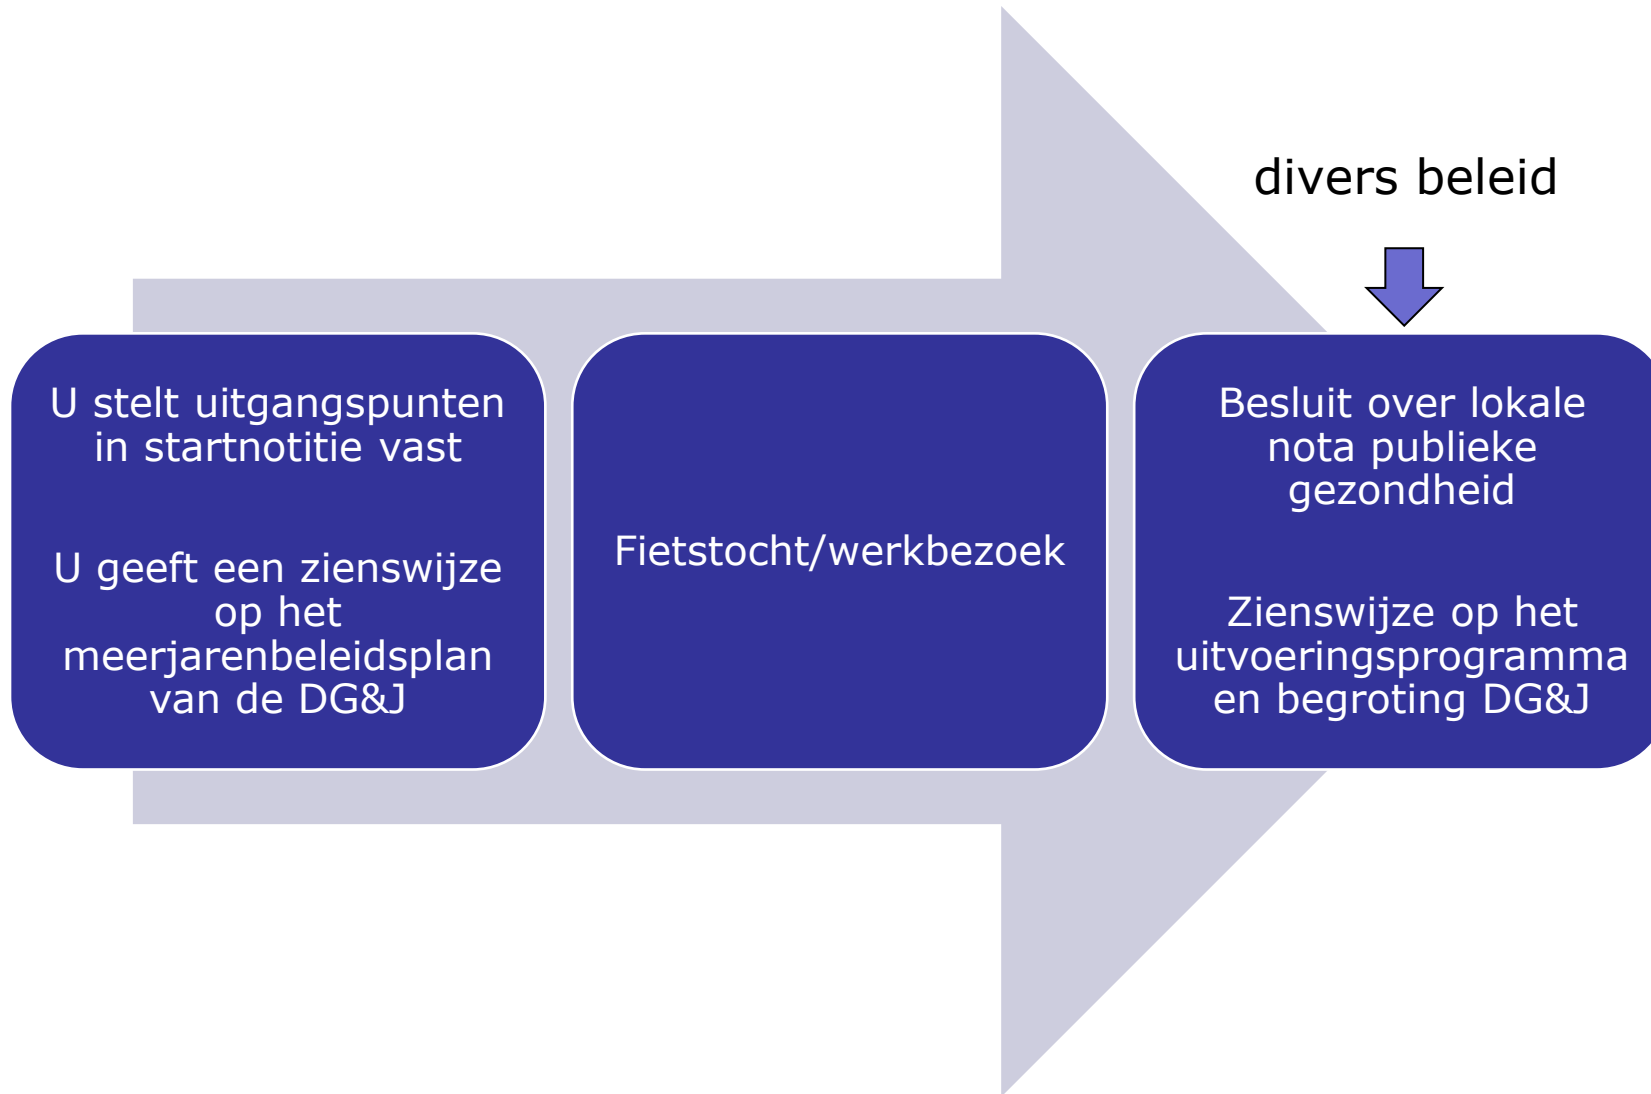 divers beleid
U stelt uitgangspunten
in startnotitie vast
U geeft een zienswijze
op het
meerjarenbeleidsplan
van de DG&J
Fietstocht/werkbezoek
Besluit over lokale
nota publieke
gezondheid
Zienswijze op het
uitvoeringsprogramma
en begroting DG&J